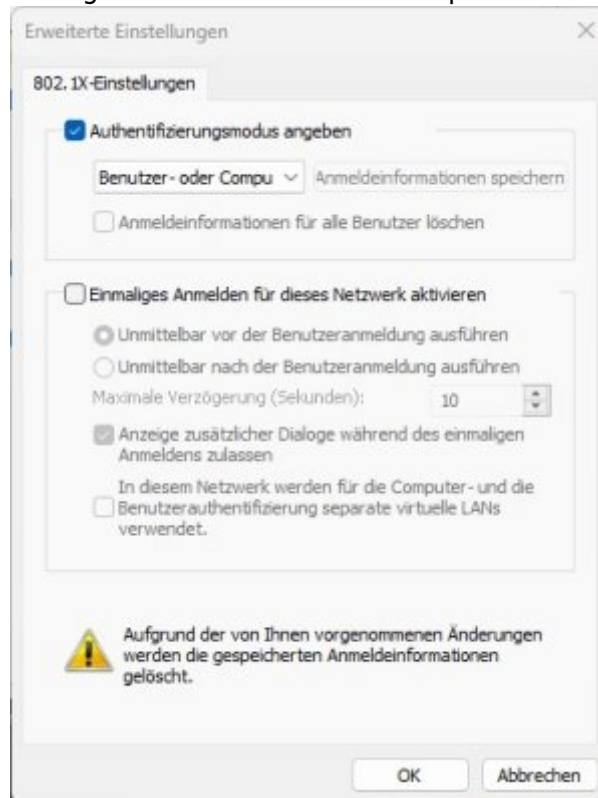 Erweiterte Einstellungen
802.1X-Einstellungen
Authentifizierungsmodus angeben
Benutzer- oder Compu
Anmeldeinformationen speichern
Anmeldeinformationen für alle Benutzer löschen
Einmaliges Anmelden für dieses Netzwerk aktivieren
Unmittelbar vor der Benutzeranmeldung ausführen
Unmittelbar nach der Benutzeranmeldung ausführen
Maximale Verzögerung (Sekunden): 10
Anzeige zusätzlicher Dialoge während des einmaligen
Anmeldens zulassen
In diesem Netzwerk werden für die Computer- und die
Benutzerauthentifizierung separate virtuelle LANs
verwendet.
Aufgrund der von Ihnen vorgenommenen Änderungen
werden die gespeicherten Anmeldeinformationen
gelöscht.
OK
Abbrechen